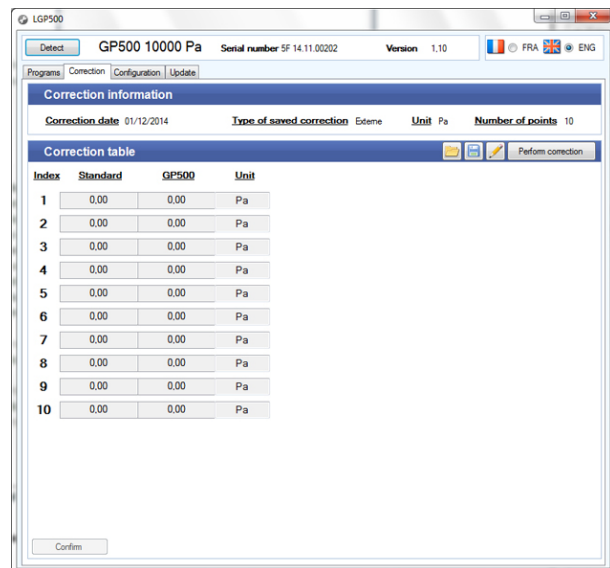 LGP500
Detect GP500 10000 Pa Serial number 5F 14.11.00202 Version 1.10 FRA ENG
Programs Correction Configuration Update
Correction information
Correction date 01/12/2014 Type of saved correction Externe Unit Pa Number of points 10
Correction table Perform correction
Index Standard GP500 Unit
1 0,00 0,00 Pa
2 0,00 0,00 Pa
3 0,00 0,00 Pa
4 0,00 0,00 Pa
5 0,00 0,00 Pa
6 0,00 0,00 Pa
7 0,00 0,00 Pa
8 0,00 0,00 Pa
9 0,00 0,00 Pa
10 0,00 0,00 Pa
Confirm